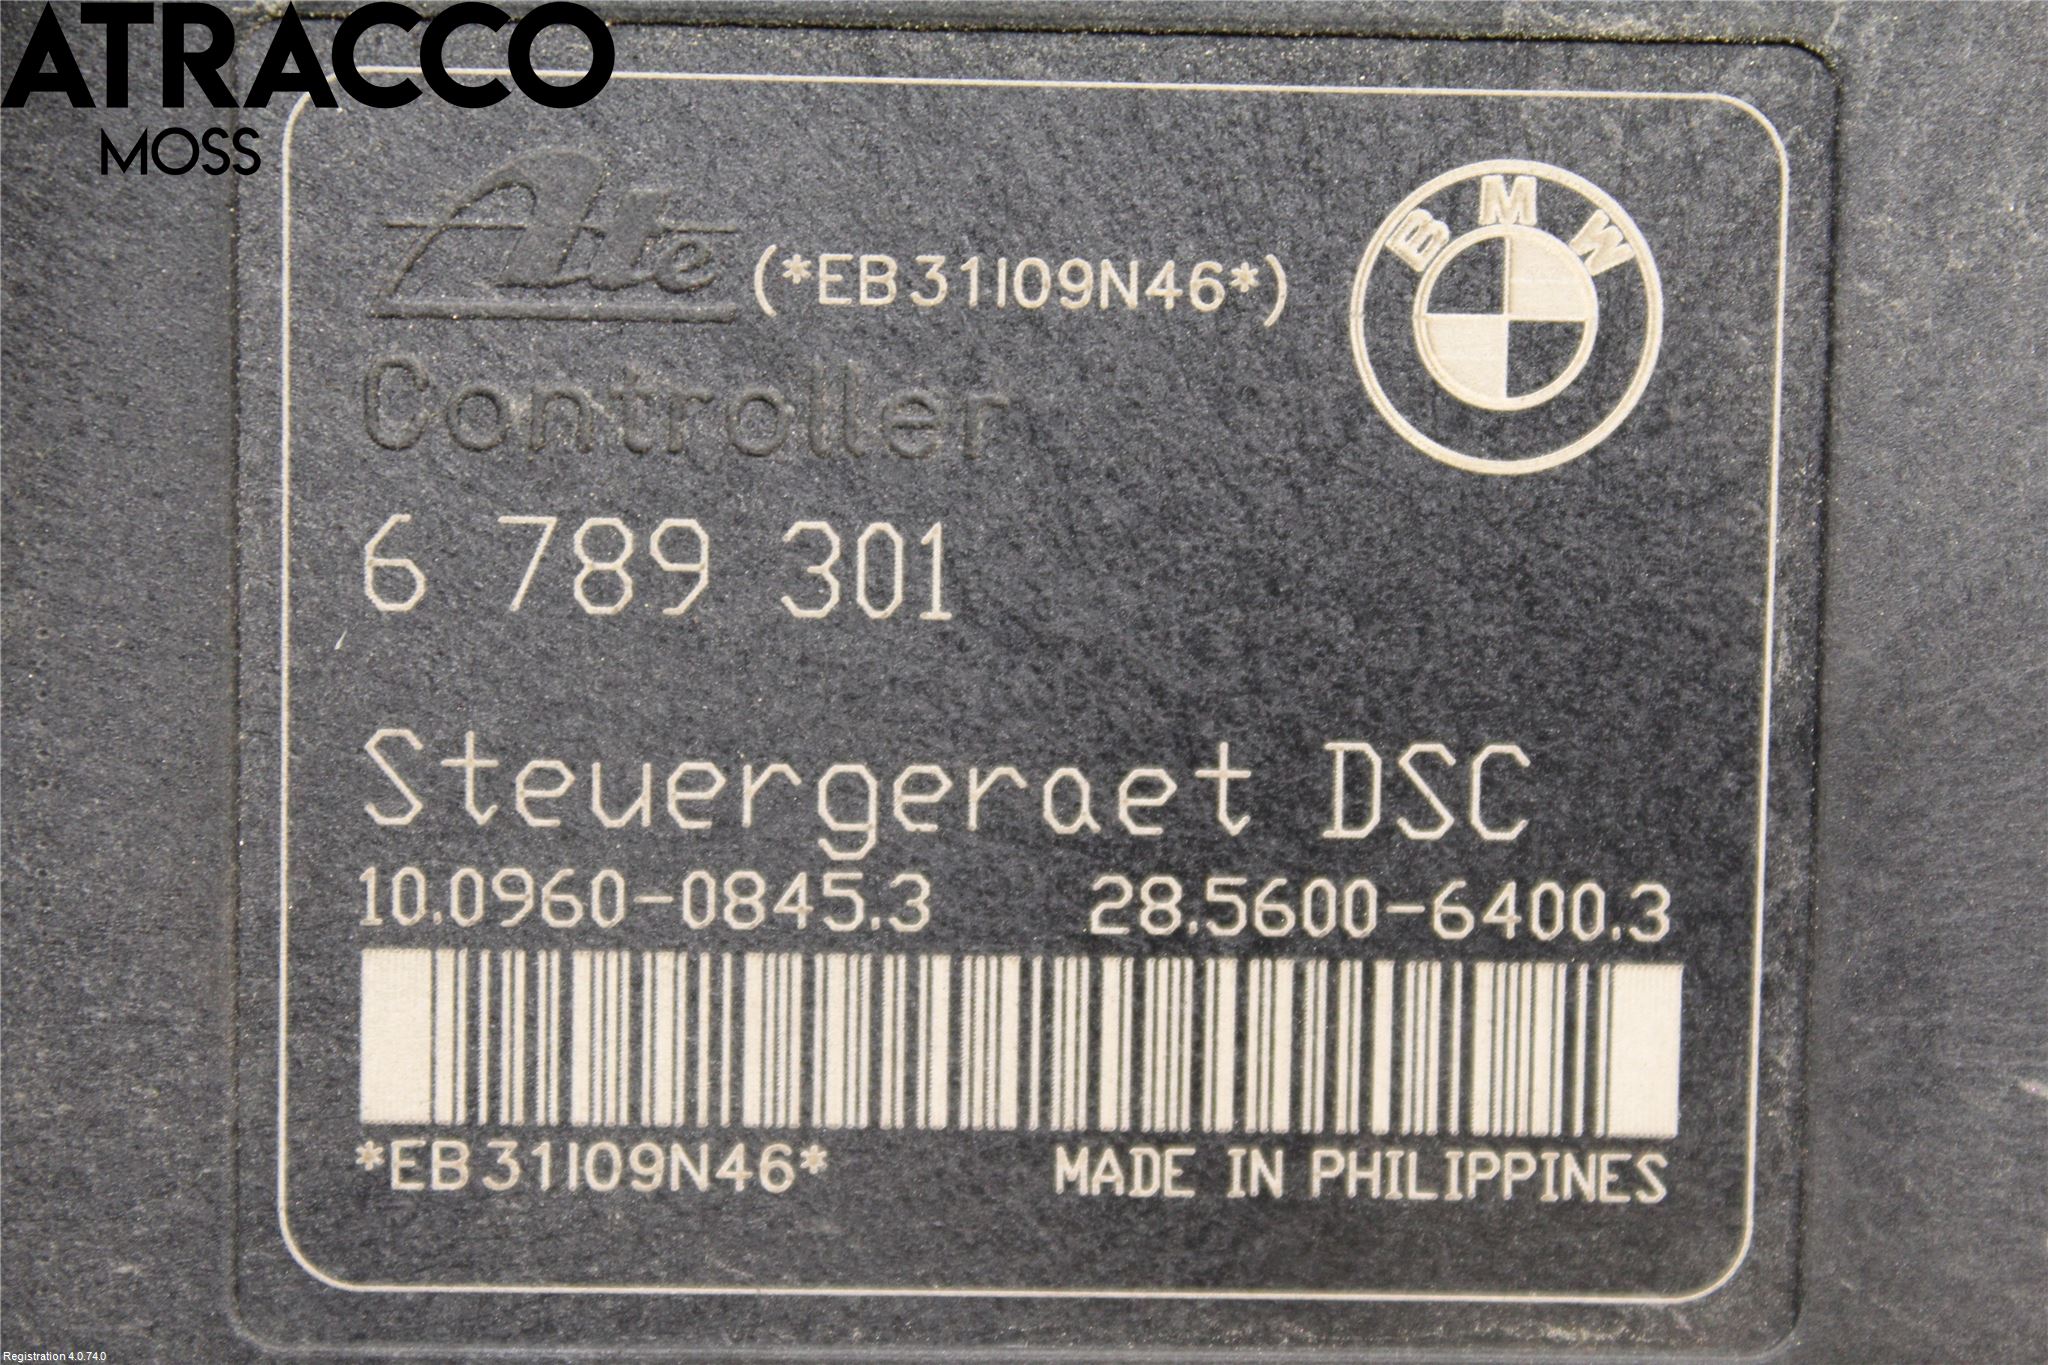 ATRACCO
MOSS
Ate (*EB31I09N46*)
BMW
Controller
6 789 301
Steuergeraet DSC
10.0960-0845.3 28.5600-6400.3
*EB31I09N46* MADE IN PHILIPPINES
Registration 4.0.74.0